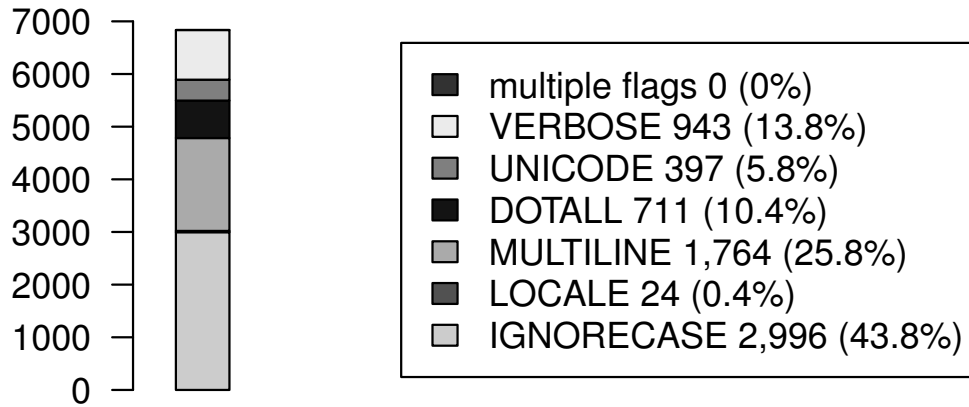 7000
6000
5000
4000
3000
2000
1000
0
multiple flags 0 (0%)
VERBOSE 943 (13.8%)
UNICODE 397 (5.8%)
DOTALL 711 (10.4%)
MULTILINE 1,764 (25.8%)
LOCALE 24 (0.4%)
IGNORECASE 2,996 (43.8%)